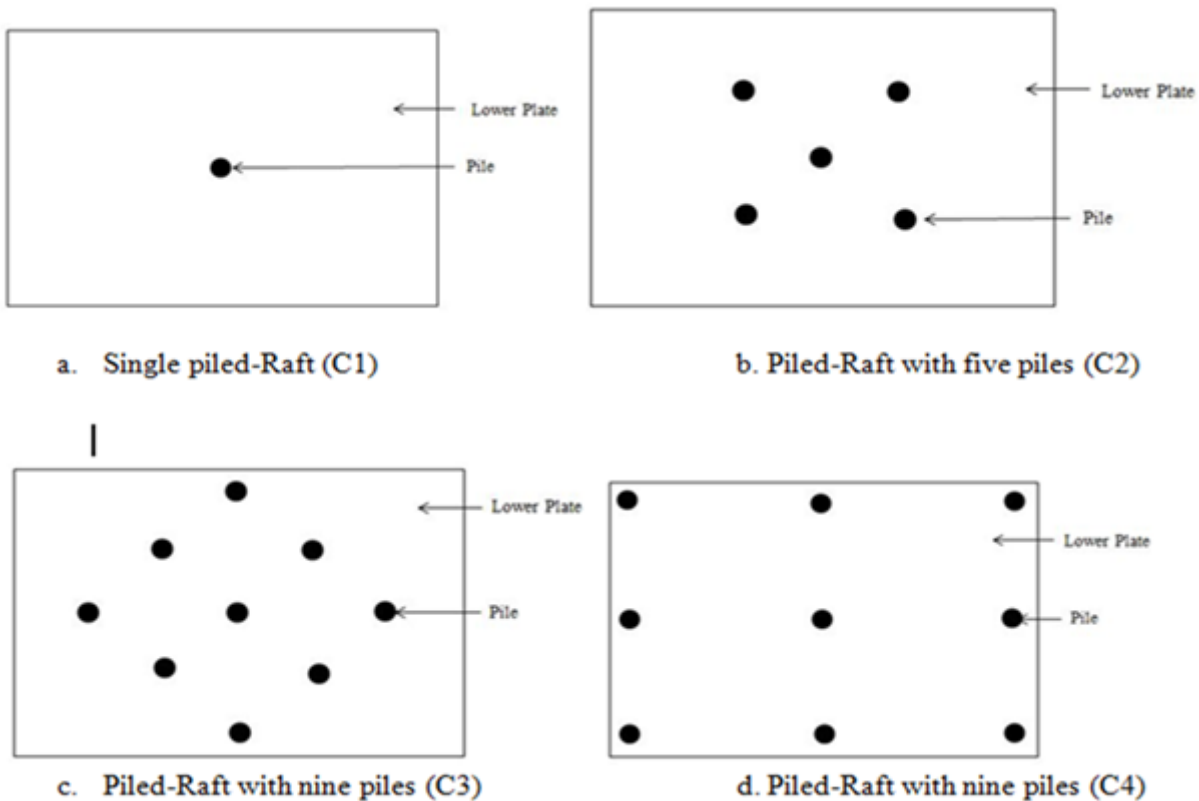 Lower Plate
Pile
a. Single piled-Raft (C1)
Lower Plate
Pile
b. Piled-Raft with five piles (C2)
Lower Plate
Pile
c. Piled-Raft with nine piles (C3)
Lower Plate
Pile
d. Piled-Raft with nine piles (C4)